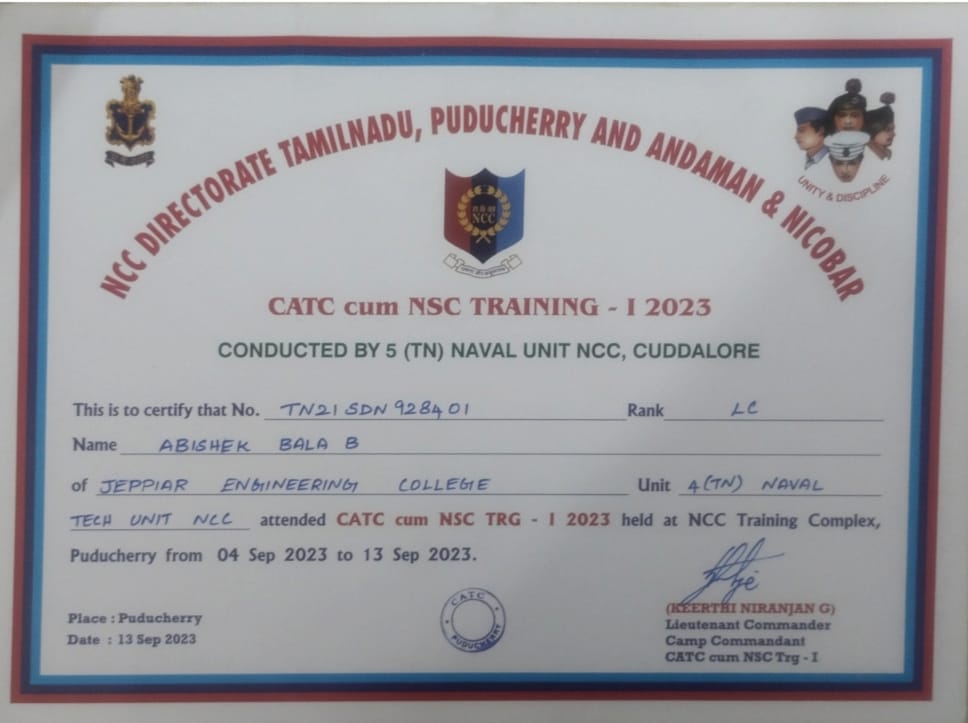 NCC DIRECTORATE TAMILNADU, PUDUCHERRY AND ANDAMAN & NICOBAR
UNITY & DISCIPLINE
NCC
CATC cum NSC TRAINING - I 2023
CONDUCTED BY 5 (TN) NAVAL UNIT NCC, CUDDALORE
This is to certify that No. TN21 SDN 928401 Rank LC
Name ABISHEK BALA B
of JEPPIAR ENGINEERING COLLEGE Unit 4(TN) NAVAL
TECH UNIT NCC attended CATC cum NSC TRG - I 2023 held at NCC Training Complex,
Puducherry from 04 Sep 2023 to 13 Sep 2023.
Place : Puducherry
Date : 13 Sep 2023
CATC
PUDUCHERRY
(KEERTHI NIRANJAN G)
Lieutenant Commander
Camp Commandant
CATC cum NSC Trg - I